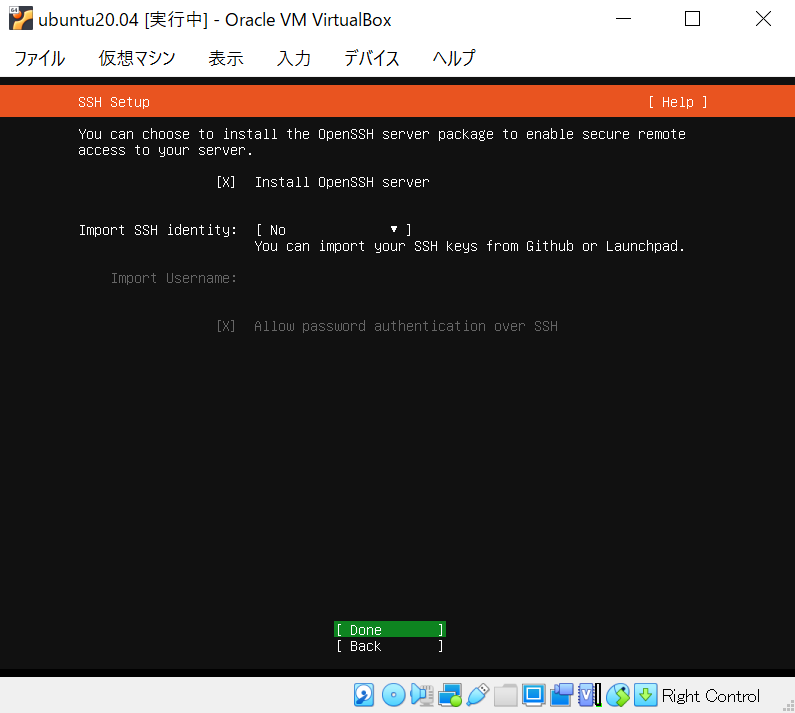 ubuntu20.04 [実行中] - Oracle VM VirtualBox
ファイル 仮想マシン 表示 入力 デバイス ヘルプ
SSH Setup [ Help ]
You can choose to install the OpenSSH server package to enable secure remote
access to your server.
[X] Install OpenSSH server
Import SSH identity: [ No ▾ ]
You can import your SSH keys from Github or Launchpad.
Import Username:
[X] Allow password authentication over SSH
[ Done ]
[ Back ]
Right Control